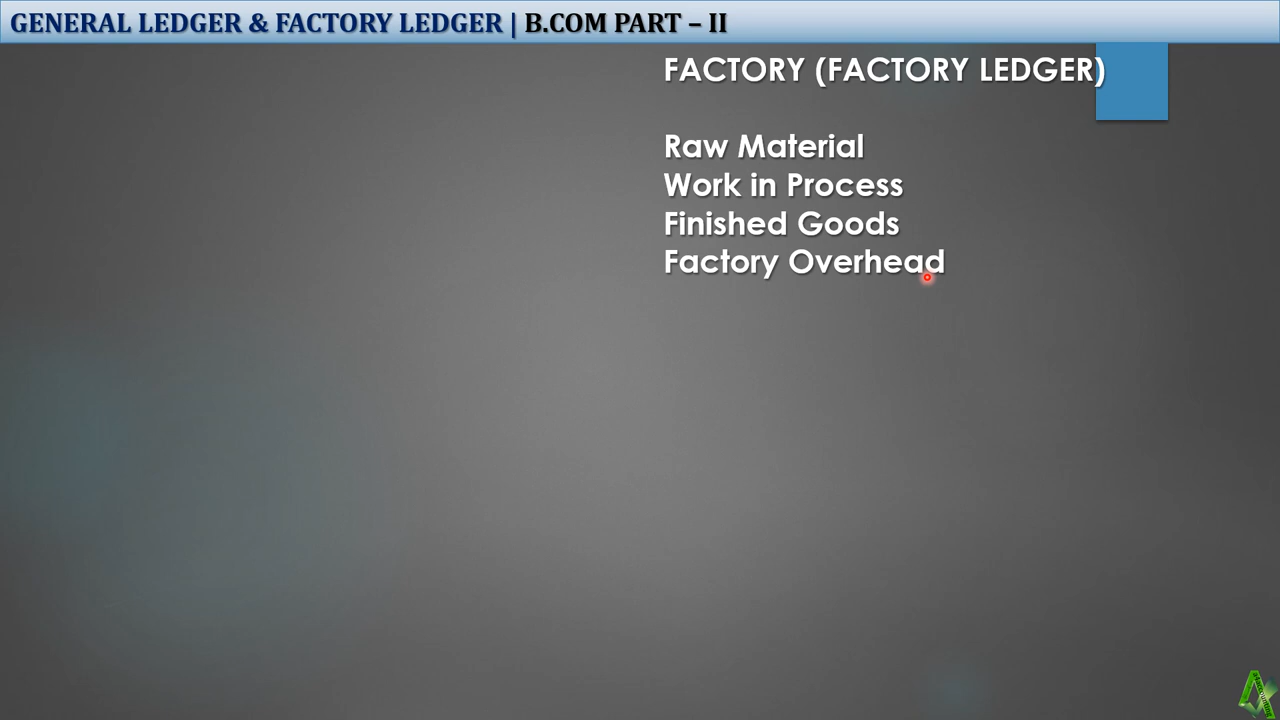 GENERAL LEDGER & FACTORY LEDGER | B.COM PART – II
FACTORY (FACTORY LEDGER)
Raw Material
Work in Process
Finished Goods
Factory Overhead